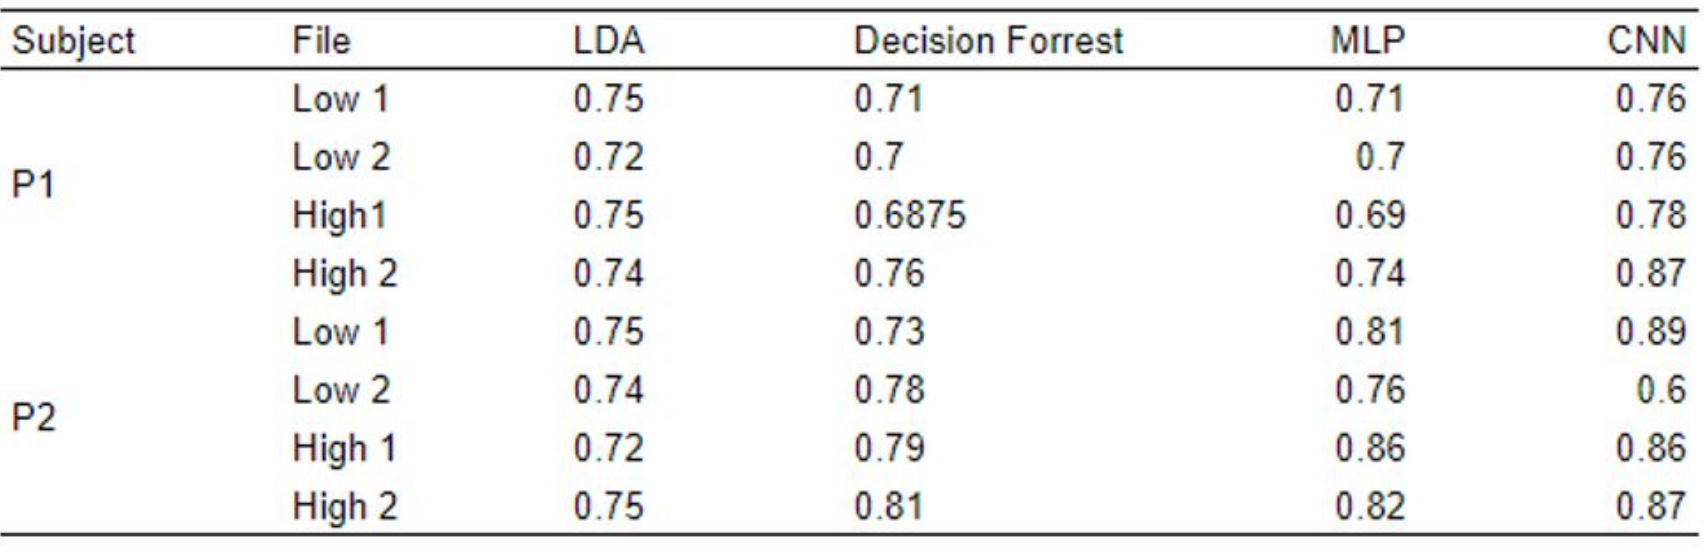 Subject File LDA Decision Forrest MLP CNN
Low 1 0.75 0.71 0.71 0.76
Low 2 0.72 0.7 0.7 0.76
P1
High1 0.75 0.6875 0.69 0.78
High 2 0.74 0.76 0.74 0.87
Low 1 0.75 0.73 0.81 0.89
Low 2 0.74 0.78 0.76 0.6
P2
High 1 0.72 0.79 0.86 0.86
High 2 0.75 0.81 0.82 0.87